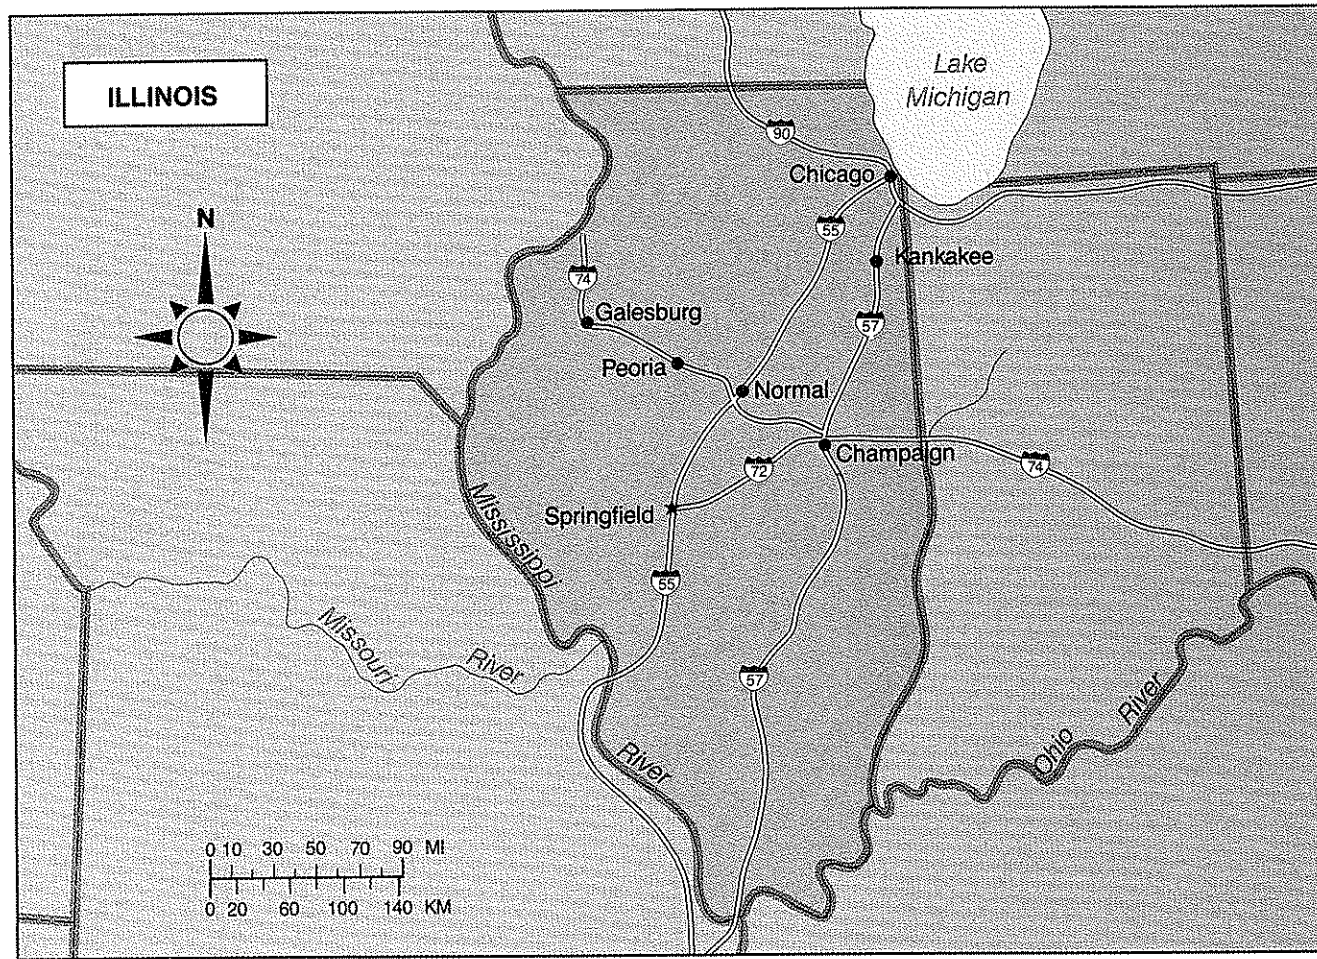 ILLINOIS
Lake
Michigan
90
Chicago
N
55
Kankakee
74
Galesburg
57
Peoria
Normal
Champaign
72
74
Mississippi
Springfield
55
Missouri
River
57
River
River
Ohio
0 10 30 50 70 90 MI
0 20 60 100 140 KM